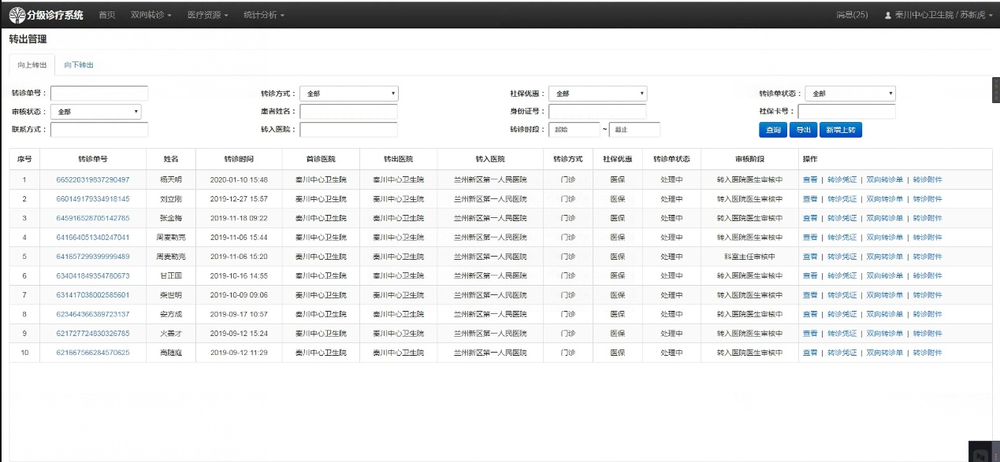 分级诊疗系统 首页 双向转诊 医疗资源 统计分析 消息(25) 秦川中心卫生院 / 苏新虎
转出管理
向上转出 向下转出
转诊单号： 转诊方式： 全部 社保优惠： 全部 转诊单状态： 全部
审核状态： 全部 患者姓名： 身份证号： 社保卡号：
联系方式： 转入医院： 转诊时段： 起始 ~ 截止 查询 导出 新增上转
序号 转诊单号 姓名 转诊时间 首诊医院 转出医院 转入医院 转诊方式 社保优惠 转诊单状态 审核阶段 操作
1 665220319837290497 杨天明 2020-01-10 15:48 秦川中心卫生院 秦川中心卫生院 兰州新区第一人民医院 门诊 医保 处理中 转入医院医生审核中 查看 | 转诊凭证 | 双向转诊单 | 转诊附件
2 660149179334918145 刘立刚 2019-12-27 15:57 秦川中心卫生院 秦川中心卫生院 兰州新区第一人民医院 门诊 医保 处理中 转入医院医生审核中 查看 | 转诊凭证 | 双向转诊单 | 转诊附件
3 645916528705142785 张金梅 2019-11-18 09:22 秦川中心卫生院 秦川中心卫生院 兰州新区第一人民医院 门诊 医保 处理中 转入医院医生审核中 查看 | 转诊凭证 | 双向转诊单 | 转诊附件
4 641664051340247041 周麦勒克 2019-11-06 15:44 秦川中心卫生院 秦川中心卫生院 兰州新区第一人民医院 门诊 医保 处理中 转入医院医生审核中 查看 | 转诊凭证 | 双向转诊单 | 转诊附件
5 641657299399999489 周麦勒克 2019-11-06 15:20 秦川中心卫生院 秦川中心卫生院 兰州新区第一人民医院 门诊 医保 处理中 科室主任审核中 查看 | 转诊凭证 | 双向转诊单 | 转诊附件
6 634041849354780673 甘正国 2019-10-16 14:55 秦川中心卫生院 秦川中心卫生院 兰州新区第一人民医院 门诊 医保 处理中 转入医院医生审核中 查看 | 转诊凭证 | 双向转诊单 | 转诊附件
7 631417038002585601 柴世明 2019-10-09 09:06 秦川中心卫生院 秦川中心卫生院 兰州新区第一人民医院 门诊 医保 处理中 转入医院医生审核中 查看 | 转诊凭证 | 双向转诊单 | 转诊附件
8 623464366389723137 安方成 2019-09-17 10:57 秦川中心卫生院 秦川中心卫生院 兰州新区第一人民医院 门诊 医保 处理中 转入医院医生审核中 查看 | 转诊凭证 | 双向转诊单 | 转诊附件
9 621727724830326785 火善才 2019-09-12 15:24 秦川中心卫生院 秦川中心卫生院 兰州新区第一人民医院 门诊 医保 处理中 转入医院医生审核中 查看 | 转诊凭证 | 双向转诊单 | 转诊附件
10 621667566284570625 高随庭 2019-09-12 11:29 秦川中心卫生院 秦川中心卫生院 兰州新区第一人民医院 门诊 医保 处理中 转入医院医生审核中 查看 | 转诊凭证 | 双向转诊单 | 转诊附件